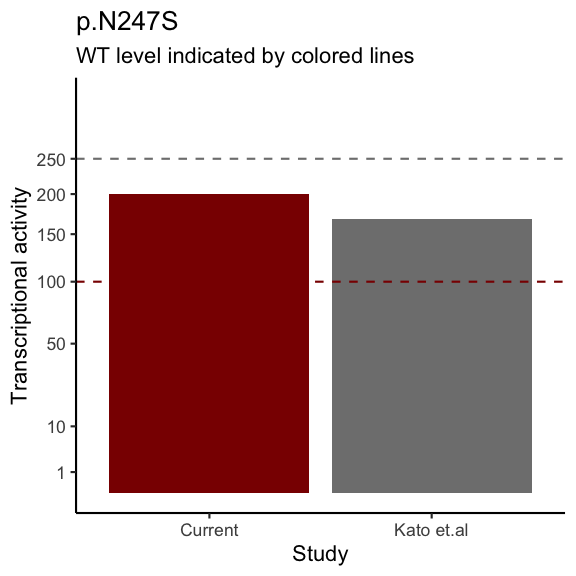 p.N247S
WT level indicated by colored lines
Transcriptional activity
250
200
150
100
50
10
1
Current
Kato et.al
Study